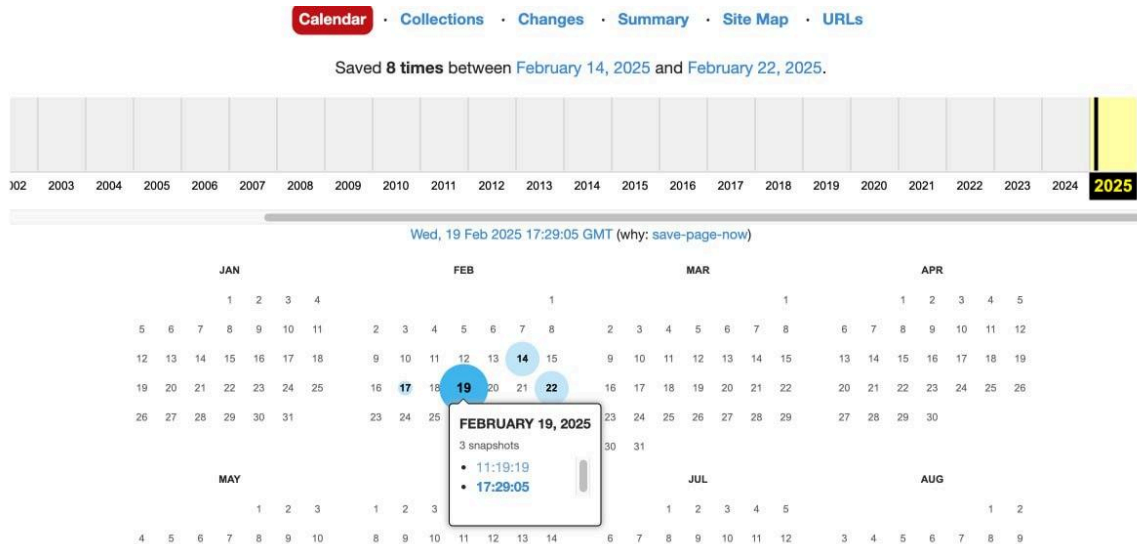 Calendar · Collections · Changes · Summary · Site Map · URLs
Saved 8 times between February 14, 2025 and February 22, 2025.
002 2003 2004 2005 2006 2007 2008 2009 2010 2011 2012 2013 2014 2015 2016 2017 2018 2019 2020 2021 2022 2023 2024 2025
Wed, 19 Feb 2025 17:29:05 GMT (why: save-page-now)
JAN FEB MAR APR
1 2 3 4 1 1 1 2 3 4 5
5 6 7 8 9 10 11 2 3 4 5 6 7 8 2 3 4 5 6 7 8 6 7 8 9 10 11 12
12 13 14 15 16 17 18 9 10 11 12 13 14 15 9 10 11 12 13 14 15 13 14 15 16 17 18 19
19 20 21 22 23 24 25 16 17 18 19 20 21 22 16 17 18 19 20 21 22 20 21 22 23 24 25 26
26 27 28 29 30 31 23 24 25 23 24 25 26 27 28 29 27 28 29 30
FEBRUARY 19, 2025
3 snapshots
30 31
• 11:19:19
• 17:29:05
MAY JUL AUG
1 2 3 1 2 3 1 2 3 4 5 1 2
4 5 6 7 8 9 10 8 9 10 11 12 13 14 6 7 8 9 10 11 12 3 4 5 6 7 8 9